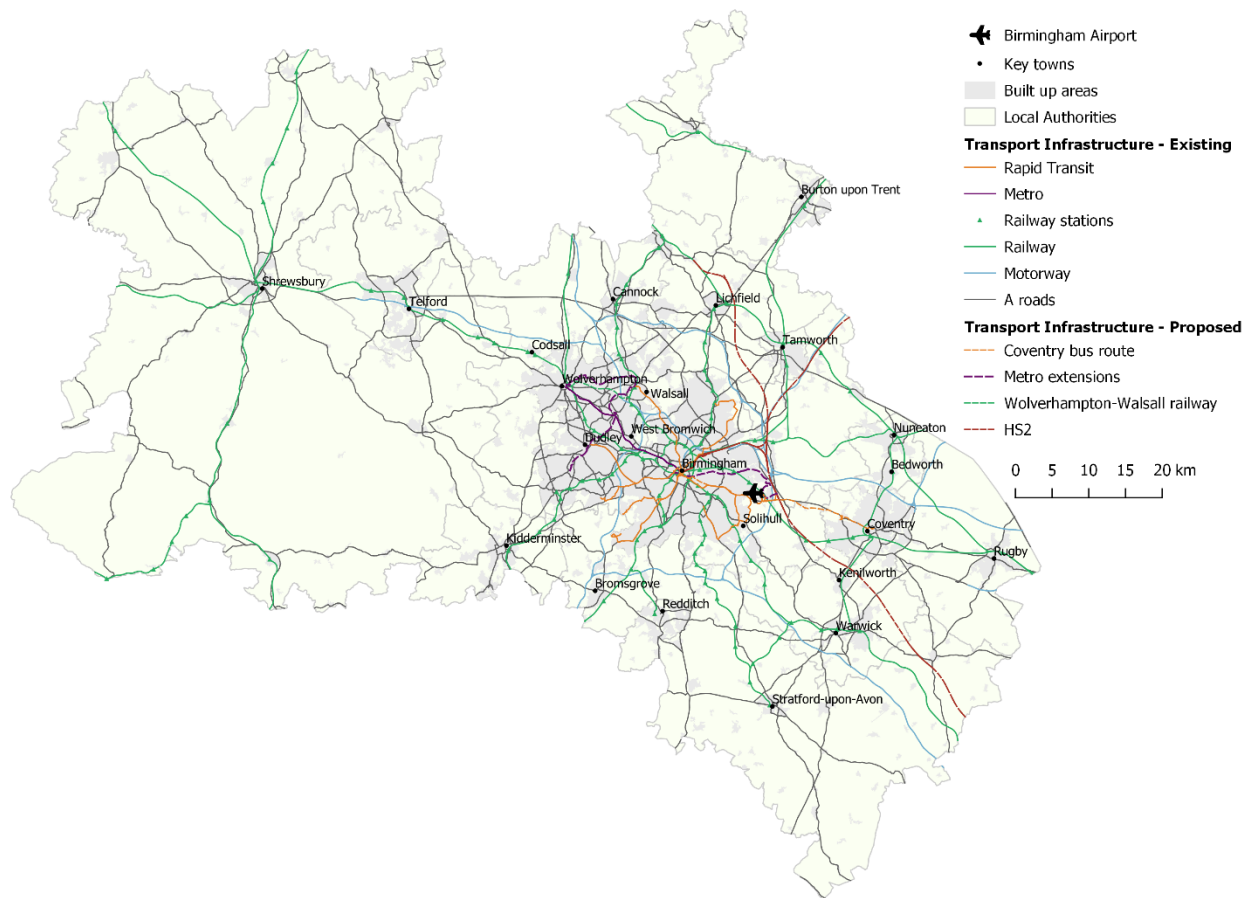 Birmingham Airport
Key towns
Built up areas
Local Authorities
Transport Infrastructure - Existing
Rapid Transit
Metro
Railway stations
Railway
Motorway
A roads
Transport Infrastructure - Proposed
Coventry bus route
Metro extensions
Wolverhampton-Walsall railway
HS2
0 5 10 15 20 km
Burton upon Trent
Shrewsbury
Telford
Cannock
Lichfield
Codsall
Tamworth
Wolverhampton
Walsall
West Bromwich
Dudley
Nuneaton
Birmingham
Bedworth
Solihull
Coventry
Kidderminster
Rugby
Bromsgrove
Kenilworth
Redditch
Warwick
Stratford-upon-Avon